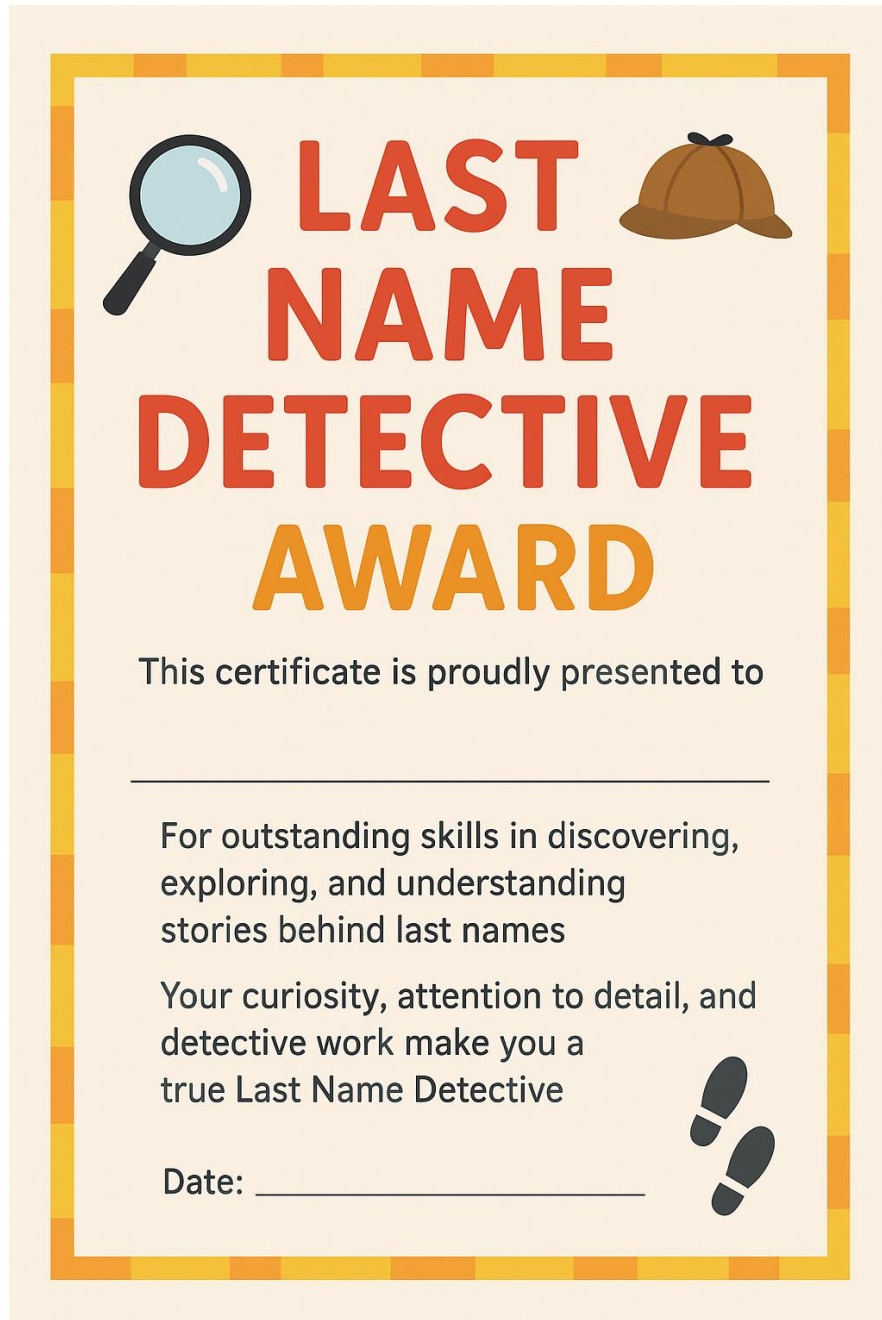 LAST
NAME
DETECTIVE
AWARD
This certificate is proudly presented to
For outstanding skills in discovering,
exploring, and understanding
stories behind last names
Your curiosity, attention to detail, and
detective work make you a
true Last Name Detective
Date: